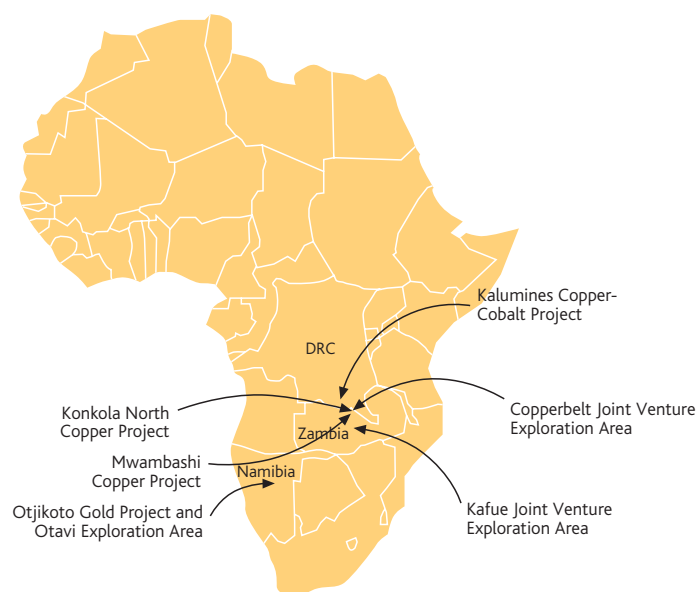 Kalumines Copper-
Cobalt Project
DRC
Konkola North
Copper Project
Copperbelt Joint Venture
Exploration Area
Zambia
Mwambashi
Copper Project
Namibia
Otjikoto Gold Project and
Otavi Exploration Area
Kafue Joint Venture
Exploration Area